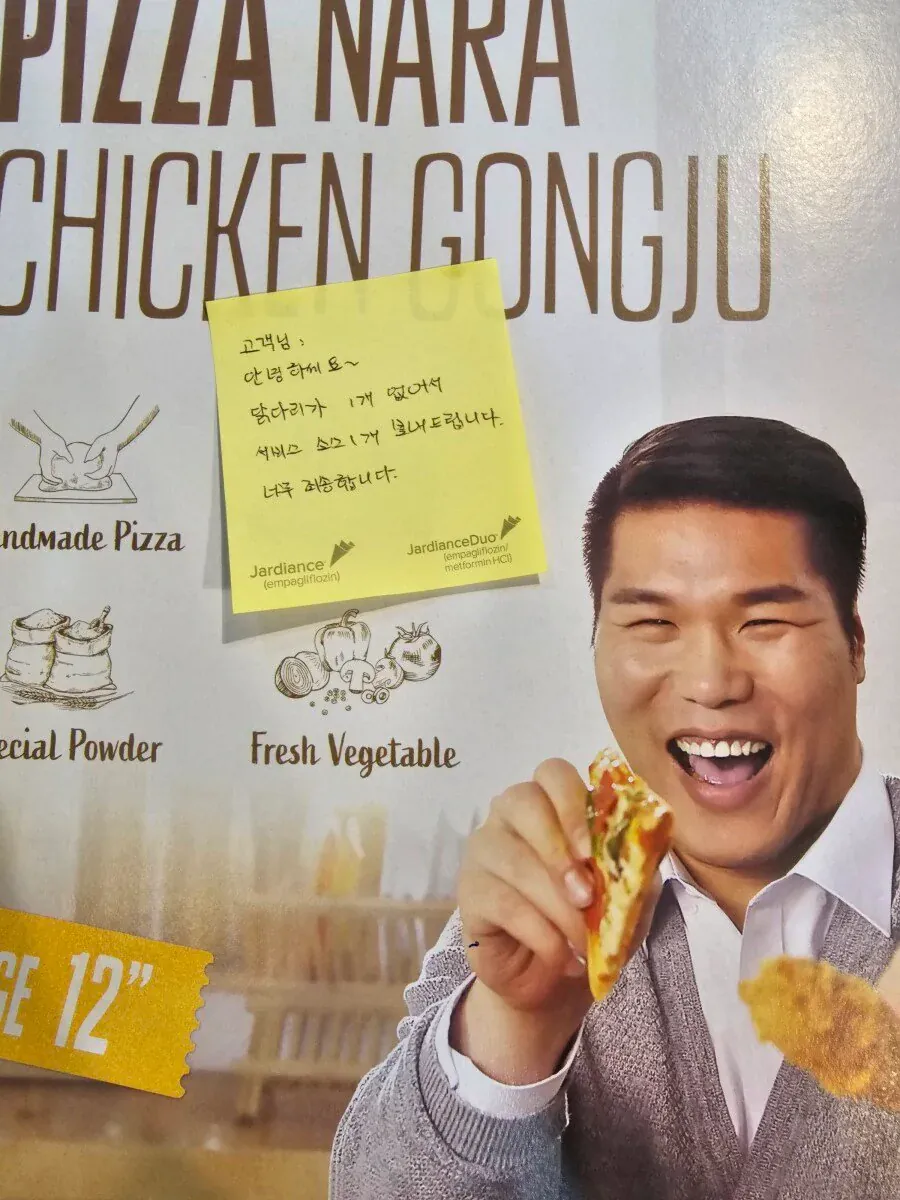 PIZZA NARA
CHICKEN GONGJU
고객님 :
안녕하세요~
닭다리가 1개 없어서
서비스 소스1개 보내드립니다.
너무 죄송합니다.
Jardiance
(empagliflozin)
JardianceDuo
(empagliflozin/
metformin HCl)
ndmade Pizza
ecial Powder
Fresh Vegetable
GE 12”